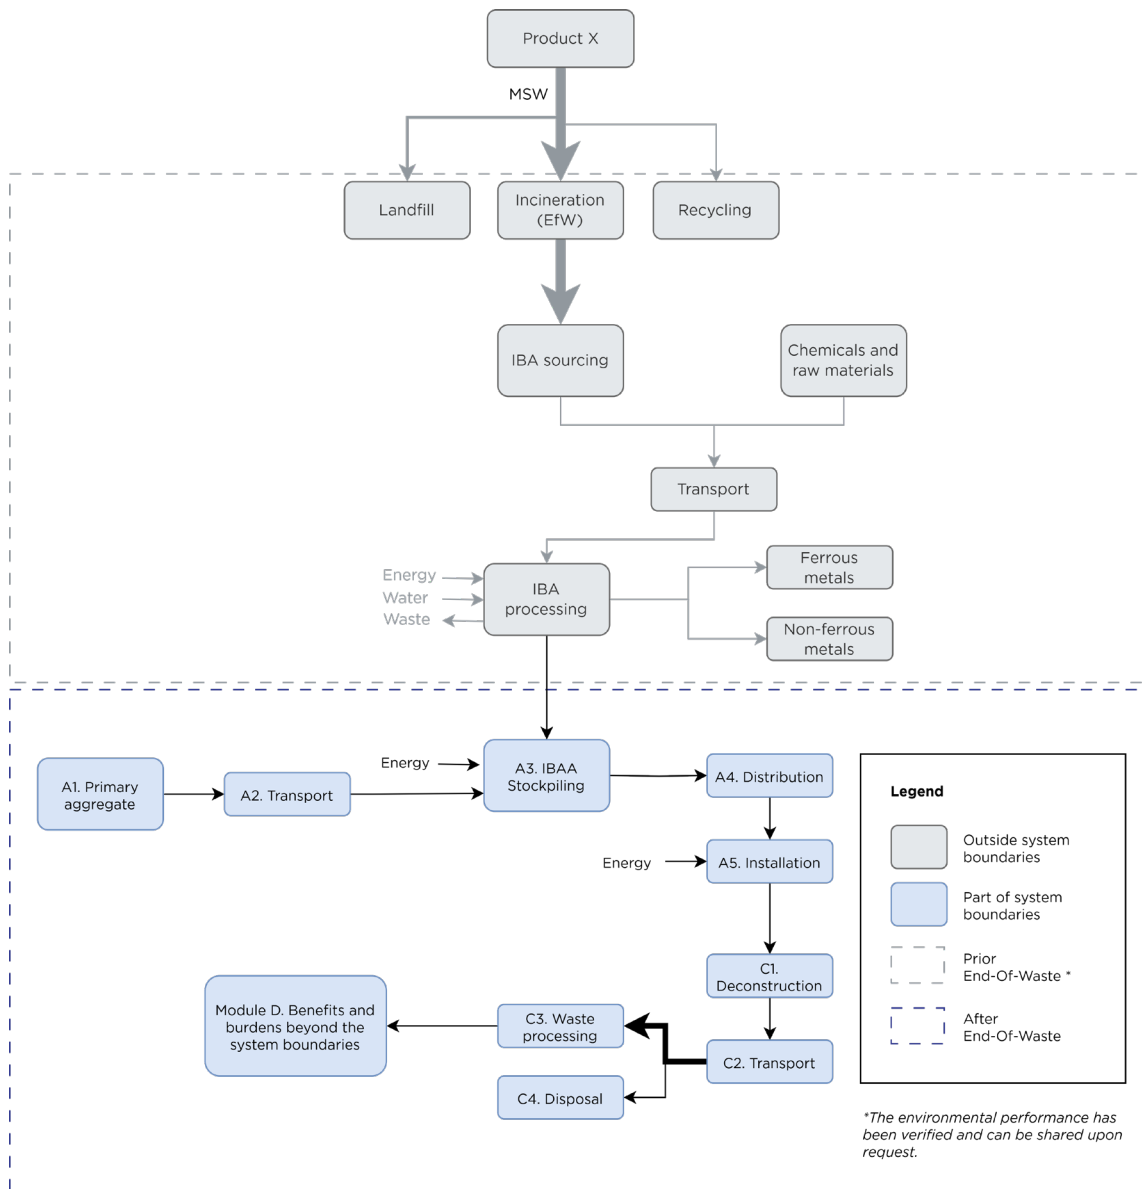 Product X
MSW
Landfill
Incineration
(EfW)
Recycling
IBA sourcing
Chemicals and
raw materials
Transport
Energy
Water
Waste
IBA
processing
Ferrous
metals
Non-ferrous
metals
A1. Primary
aggregate
A2. Transport
Energy
A3. IBAA
Stockpiling
A4. Distribution
Energy
A5. Installation
C1.
Deconstruction
C2. Transport
C3. Waste
processing
C4. Disposal
Module D. Benefits and
burdens beyond the
system boundaries
Legend
Outside system
boundaries
Part of system
boundaries
Prior
End-Of-Waste *
After
End-Of-Waste
*The environmental performance has
been verified and can be shared upon
request.